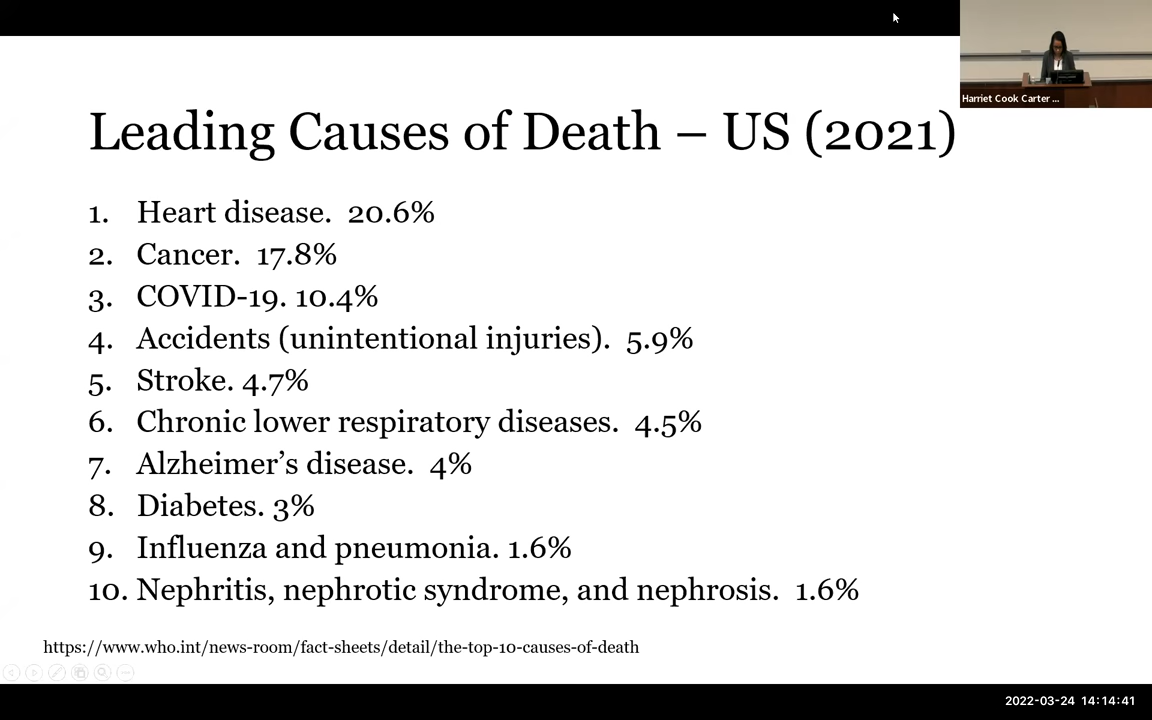 Harriet Cook Carter ...
Leading Causes of Death – US (2021)
1. Heart disease. 20.6%
2. Cancer. 17.8%
3. COVID-19. 10.4%
4. Accidents (unintentional injuries). 5.9%
5. Stroke. 4.7%
6. Chronic lower respiratory diseases. 4.5%
7. Alzheimer’s disease. 4%
8. Diabetes. 3%
9. Influenza and pneumonia. 1.6%
10. Nephritis, nephrotic syndrome, and nephrosis. 1.6%
https://www.who.int/news-room/fact-sheets/detail/the-top-10-causes-of-death
2022-03-24 14:14:41